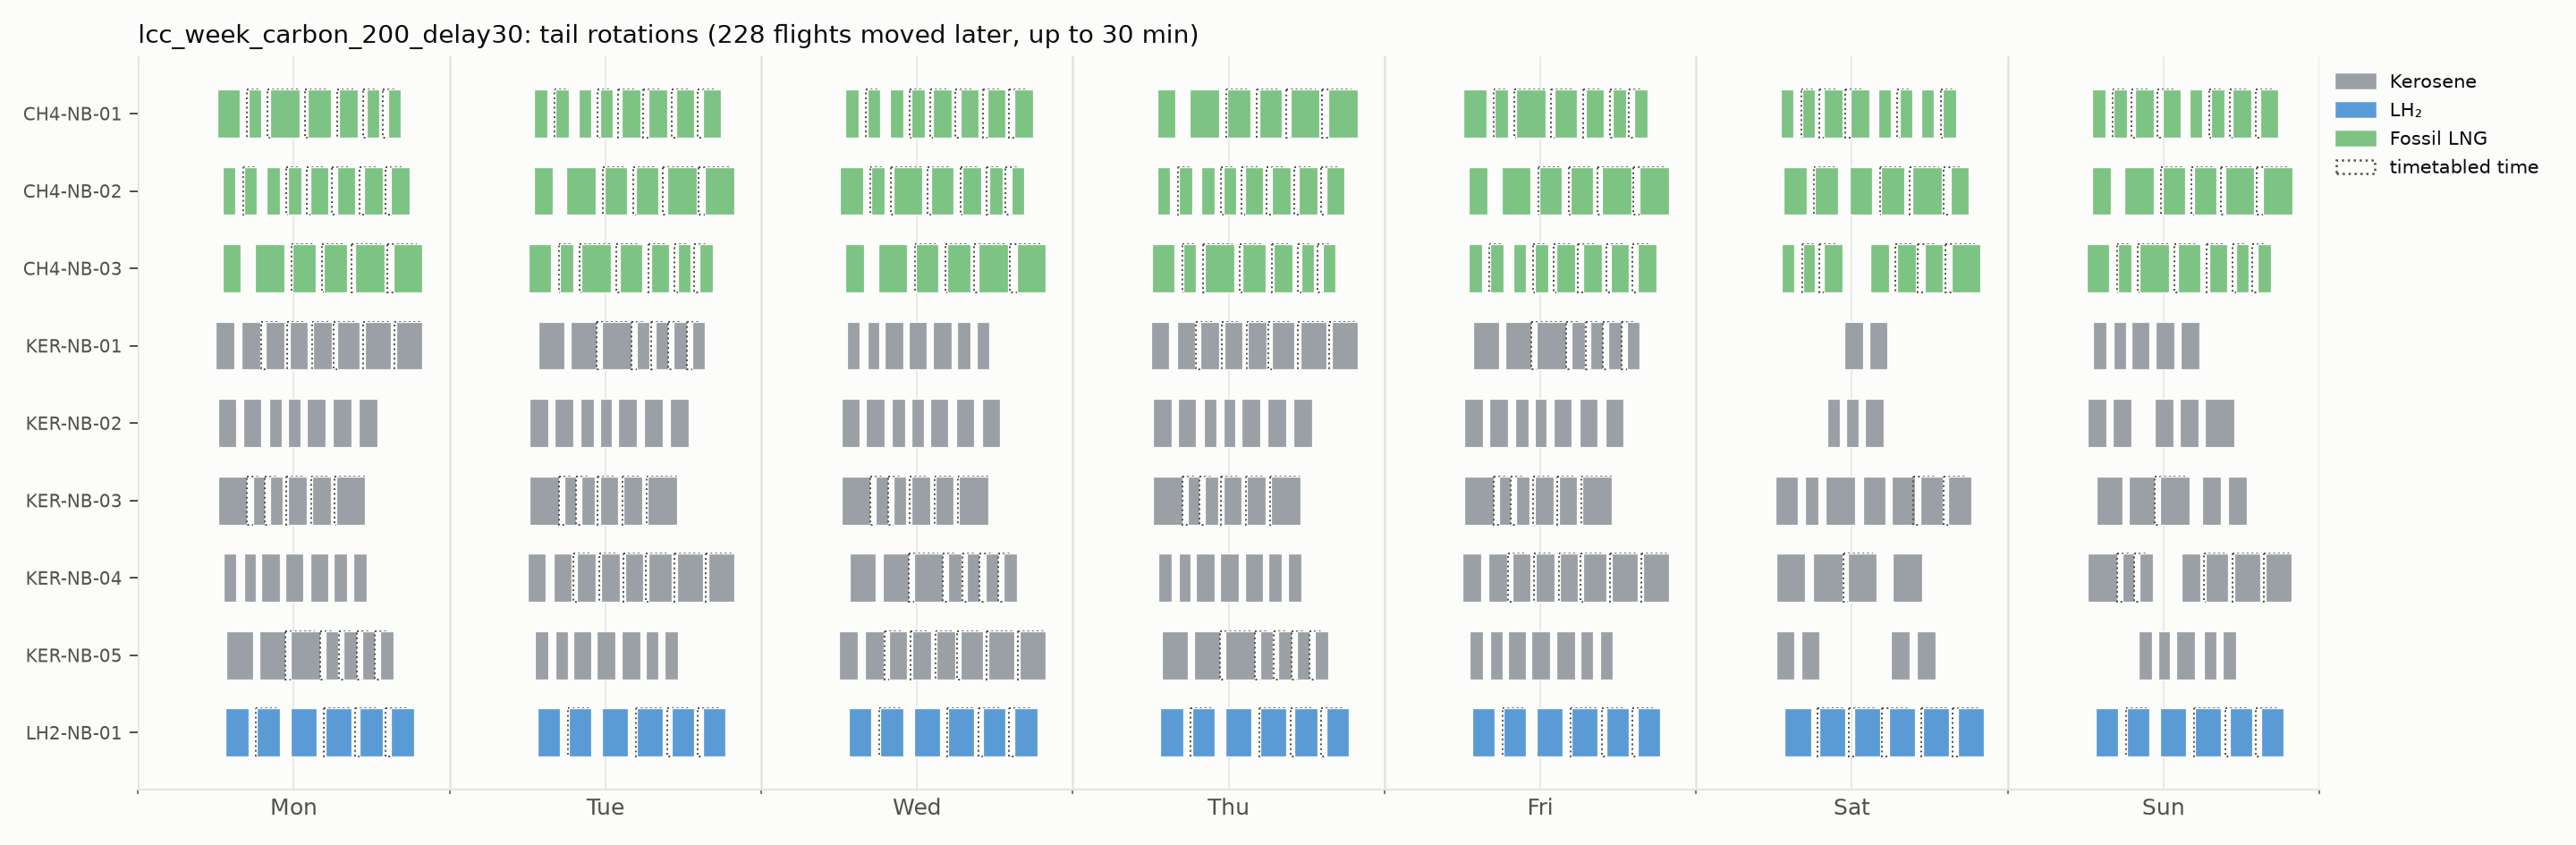 lcc_week_carbon_200_delay30: tail rotations (228 flights moved later, up to 30 min)
Kerosene
LH₂
Fossil LNG
timetabled time
CH4-NB-01
CH4-NB-02
CH4-NB-03
KER-NB-01
KER-NB-02
KER-NB-03
KER-NB-04
KER-NB-05
LH2-NB-01
Mon Tue Wed Thu Fri Sat Sun